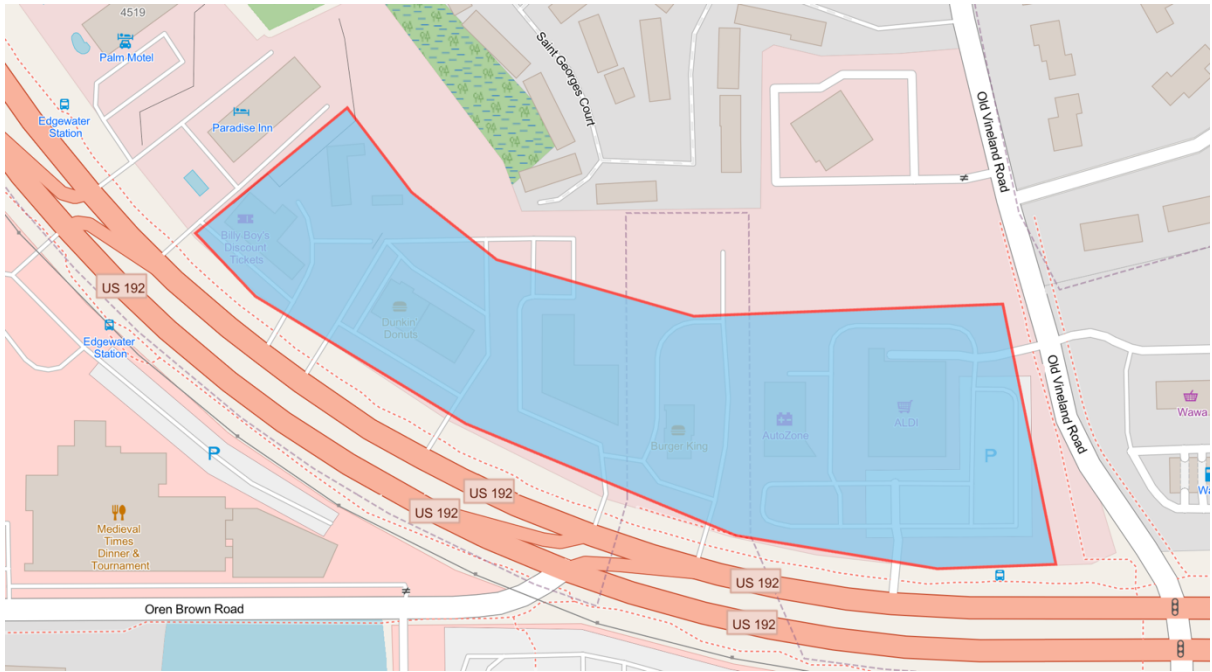 4519
Palm Motel
Saint Georges Court
Edgewater
Station
Paradise Inn
Old Vineland Road
Billy Boy's
Discount
Tickets
US 192
Dunkin'
Donuts
Edgewater
Station
Old Vineland Road
Wawa
Burger King
AutoZone
ALDI
P
P
Wa
US 192
US 192
Medieval
Times
Dinner &
Tournament
US 192
Oren Brown Road
US 192